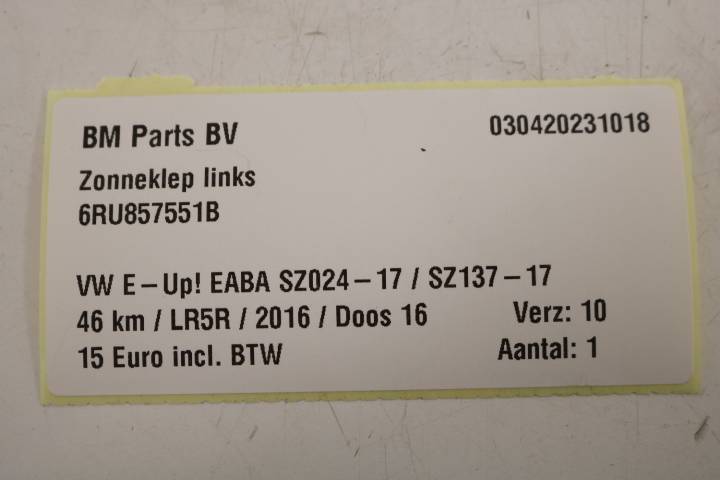 BM Parts BV 030420231018
Zonneklep links
6RU857551B
VW E-Up! EABA SZ024-17 / SZ137-17
46 km / LR5R / 2016 / Doos 16 Verz: 10
15 Euro incl. BTW Aantal: 1